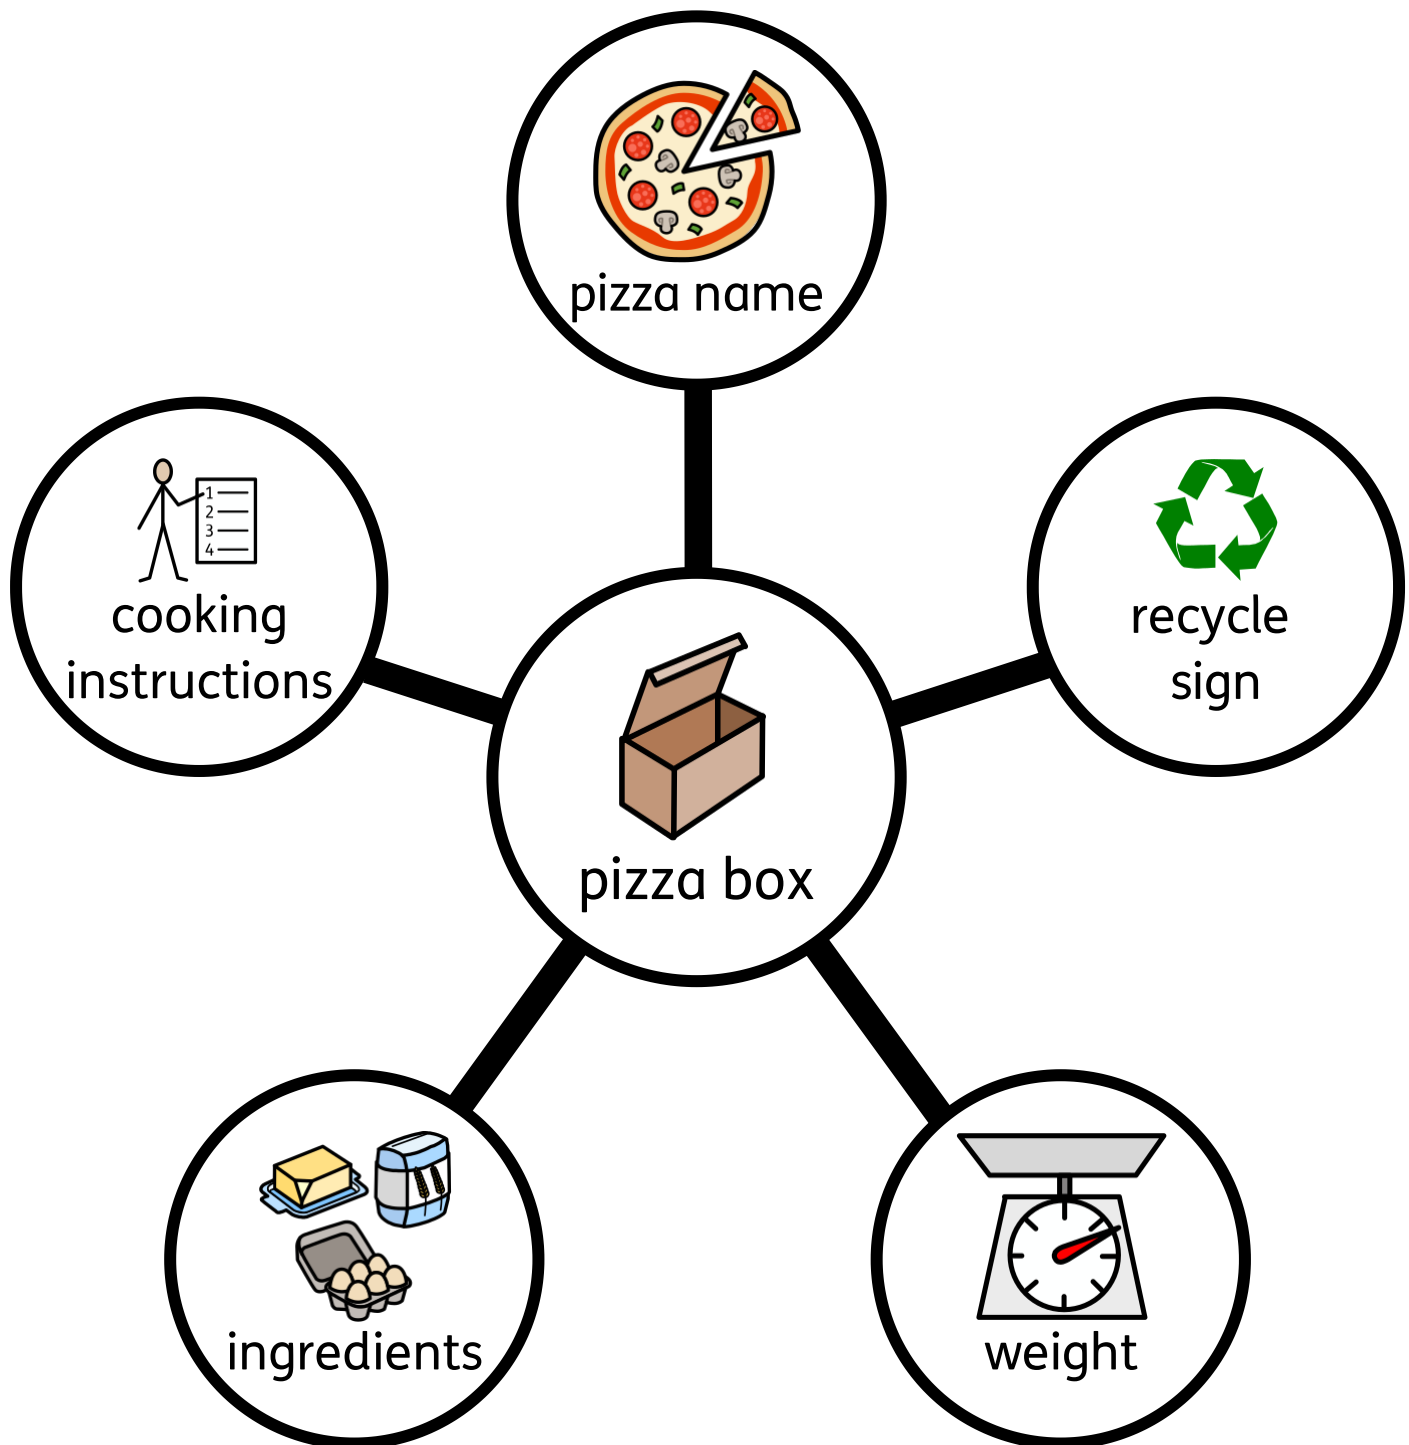 pizza name
cooking
instructions
1
2
3
4
recycle
sign
pizza box
ingredients
weight